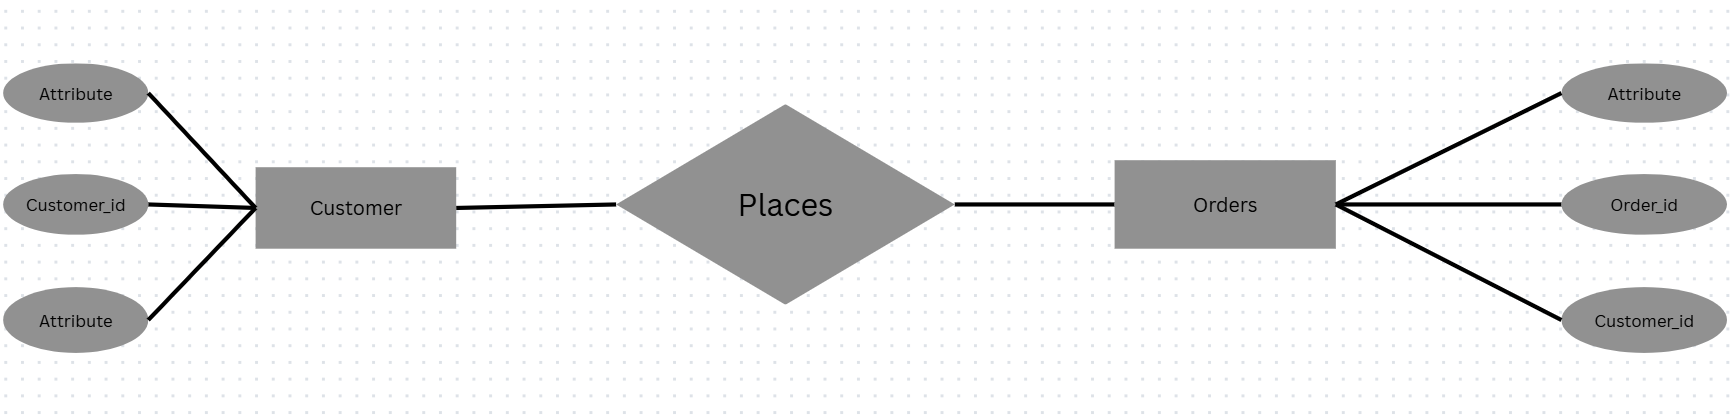 Attribute
Customer_id
Attribute
Customer
Places
Orders
Attribute
Order_id
Customer_id